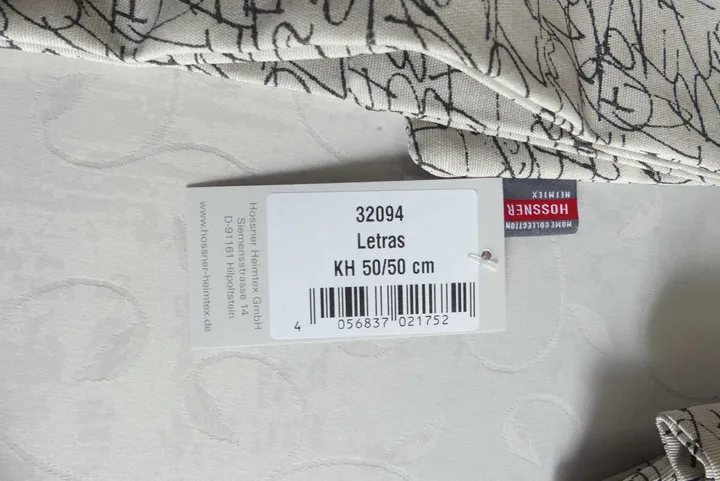 32094
Letras
KH 50/50 cm
4 056837 021752
Hossner Heimtex GmbH
Siemensstrasse 14
D-91161 Hilpoltstein
www.hossner-heimtex.de
HOME COLLECTION
HOSSNER
HEIMTEX